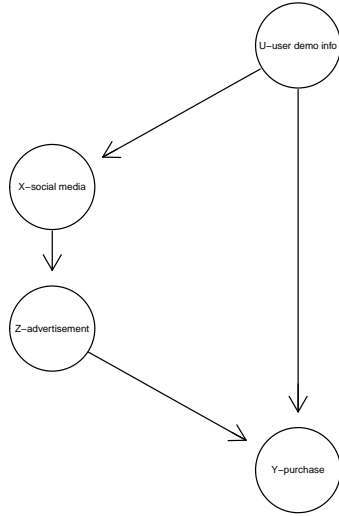 U−user demo info
X−social media
Z−advertisement
Y−purchase